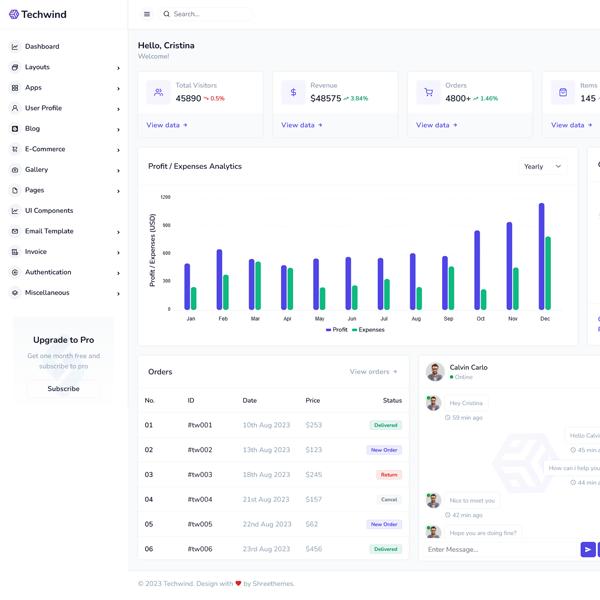 Techwind
Search...
Dashboard
Layouts
Apps
User Profile
Blog
E-Commerce
Gallery
Pages
UI Components
Email Template
Invoice
Authentication
Miscellaneous
Upgrade to Pro
Get one month free and
subscribe to pro
Subscribe
Hello, Cristina
Welcome!
Total Visitors
45890 0.5%
View data
Revenue
$48575 3.84%
View data
Orders
4800+ 1.46%
View data
Items
145
View data
Profit / Expenses Analytics
Yearly
Profit / Expenses (USD)
1200
900
600
300
0
Jan Feb Mar Apr May Jun Jul Aug Sep Oct Nov Dec
Profit Expenses
Orders View orders
No. ID Date Price Status
01 #tw001 10th Aug 2023 $253 Delivered
02 #tw002 13th Aug 2023 $123 New Order
03 #tw003 18th Aug 2023 $245 Return
04 #tw004 21st Aug 2023 $157 Cancel
05 #tw005 22nd Aug 2023 $62 New Order
06 #tw006 23rd Aug 2023 $456 Delivered
Calvin Carlo
Online
Hey Cristina
59 min ago
Hello Calvi
45 min a
How can i help you
44 min a
Nice to meet you
42 min ago
Hope you are doing fine?
Enter Message...
© 2023 Techwind. Design with ♥ by Shreethemes.